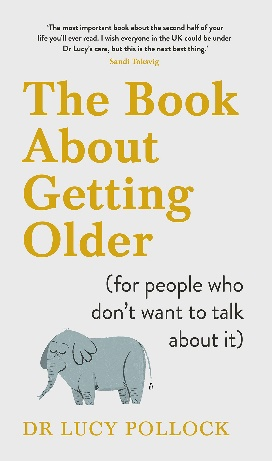 'The most important book about the second half of your
life you'll ever read. I wish everyone in the UK could be under
Dr Lucy's care, but this is the next best thing.'
Sandi Toksvig
The Book
About
Getting
Older
(for people who
don't want to talk
about it)
DR LUCY POLLOCK